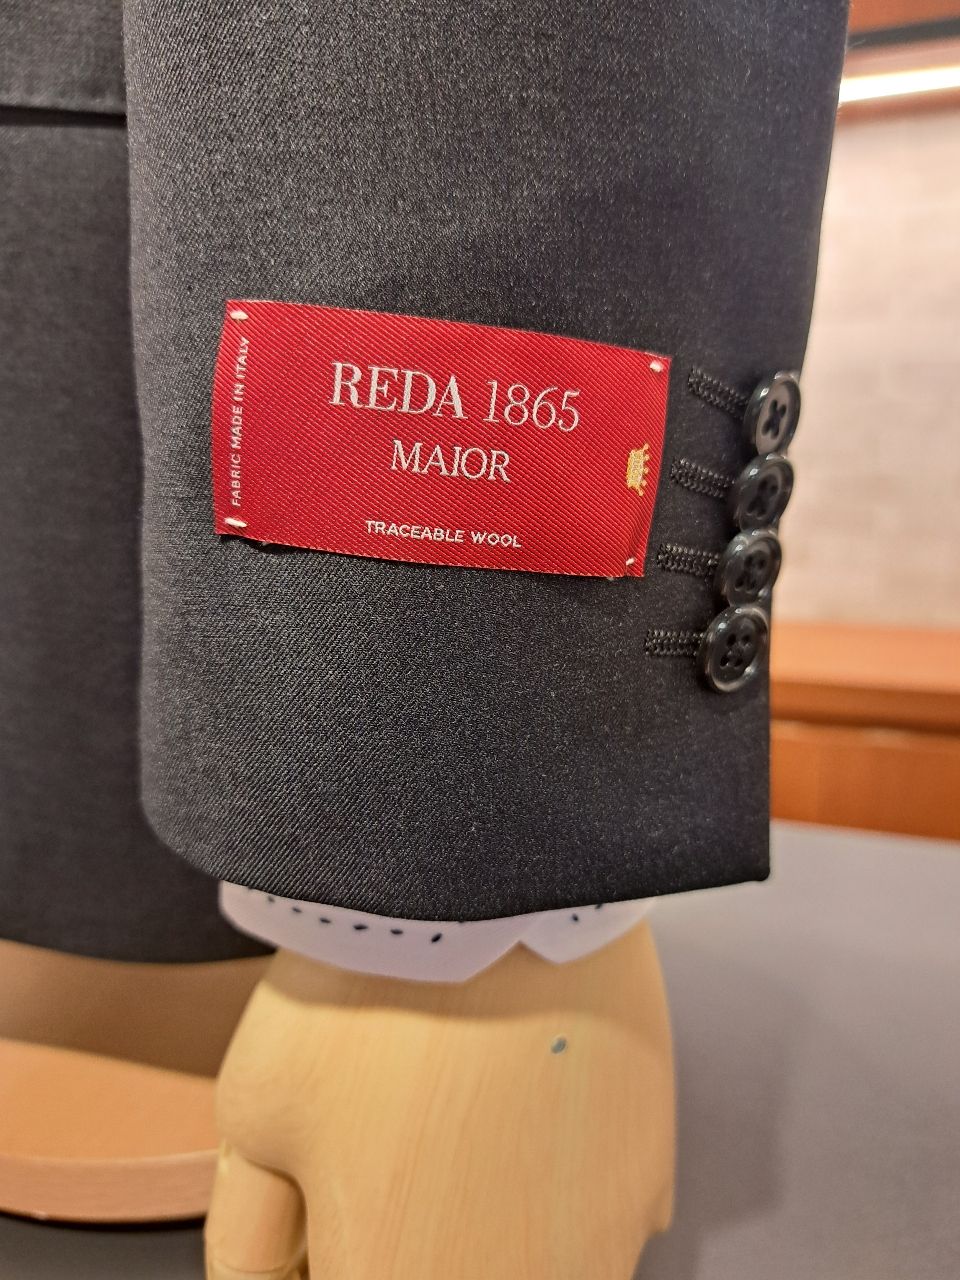 FABRIC MADE IN ITALY
REDA 1865
MAIOR
TRACEABLE WOOL